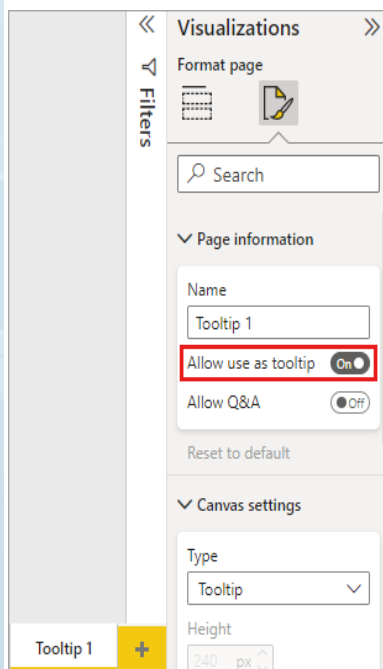 Visualizations
Format page
Filters
Search
Page information
Name
Tooltip 1
Allow use as tooltip On
Allow Q&A Off
Reset to default
Canvas settings
Type
Tooltip
Height
240 px
Tooltip 1